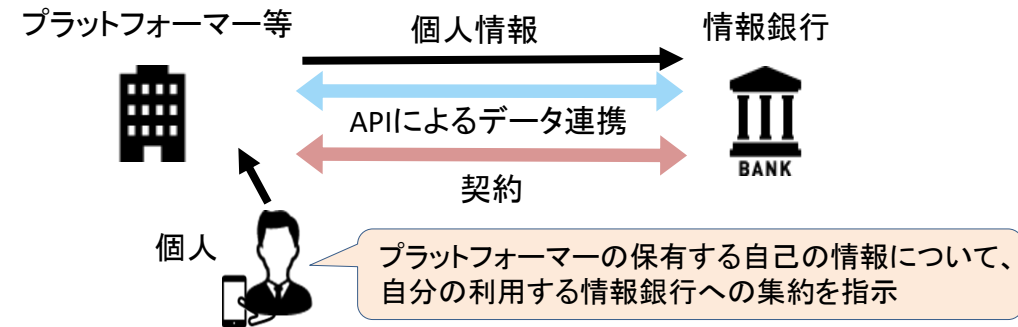 プラットフォーマー等
個人情報
情報銀行
APIによるデータ連携
BANK
契約
個人
プラットフォーマーの保有する自己の情報について、
自分の利用する情報銀行への集約を指示